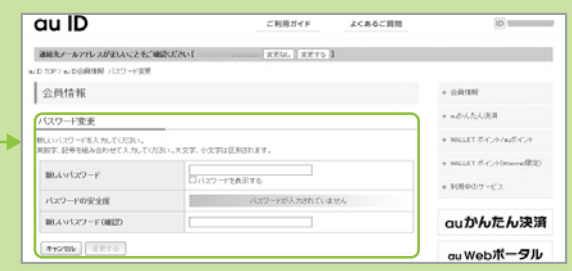 au ID
ご利用ガイド よくあるご質問
ID
連絡先メールアドレスが正しいことをご確認ください [ 変更なし 変更する ]
au ID TOP > au ID会員情報 パスワード変更
会員情報
パスワード変更
新しいパスワードを入力してください。
英数字、記号を組み合わせて入力してください。大文字、小文字は区別されます。
新しいパスワード
パスワードを表示する
パスワードの安全度 パスワードが入力されていません
新しいパスワード(確認)
キャンセル 変更する
会員情報
auかんたん決済
WALLET ポイント/auポイント
WALLET ポイント(Wowma!限定)
利用中のサービス
auかんたん決済
au Webポータル